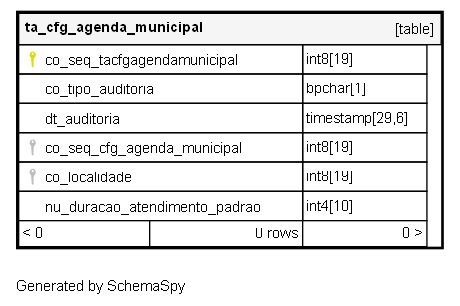 ta_cfg_agenda_municipal [table]
co_seq_tacfgagendamunicipal int8[19]
co_tipo_auditoria bpchar[1]
dt_auditoria timestamp[29,6]
co_seq_cfg_agenda_municipal int8[19]
co_localidade int8[19]
nu_duracao_atendimento_padrao int4[10]
< 0 0 rows 0 >
Generated by SchemaSpy